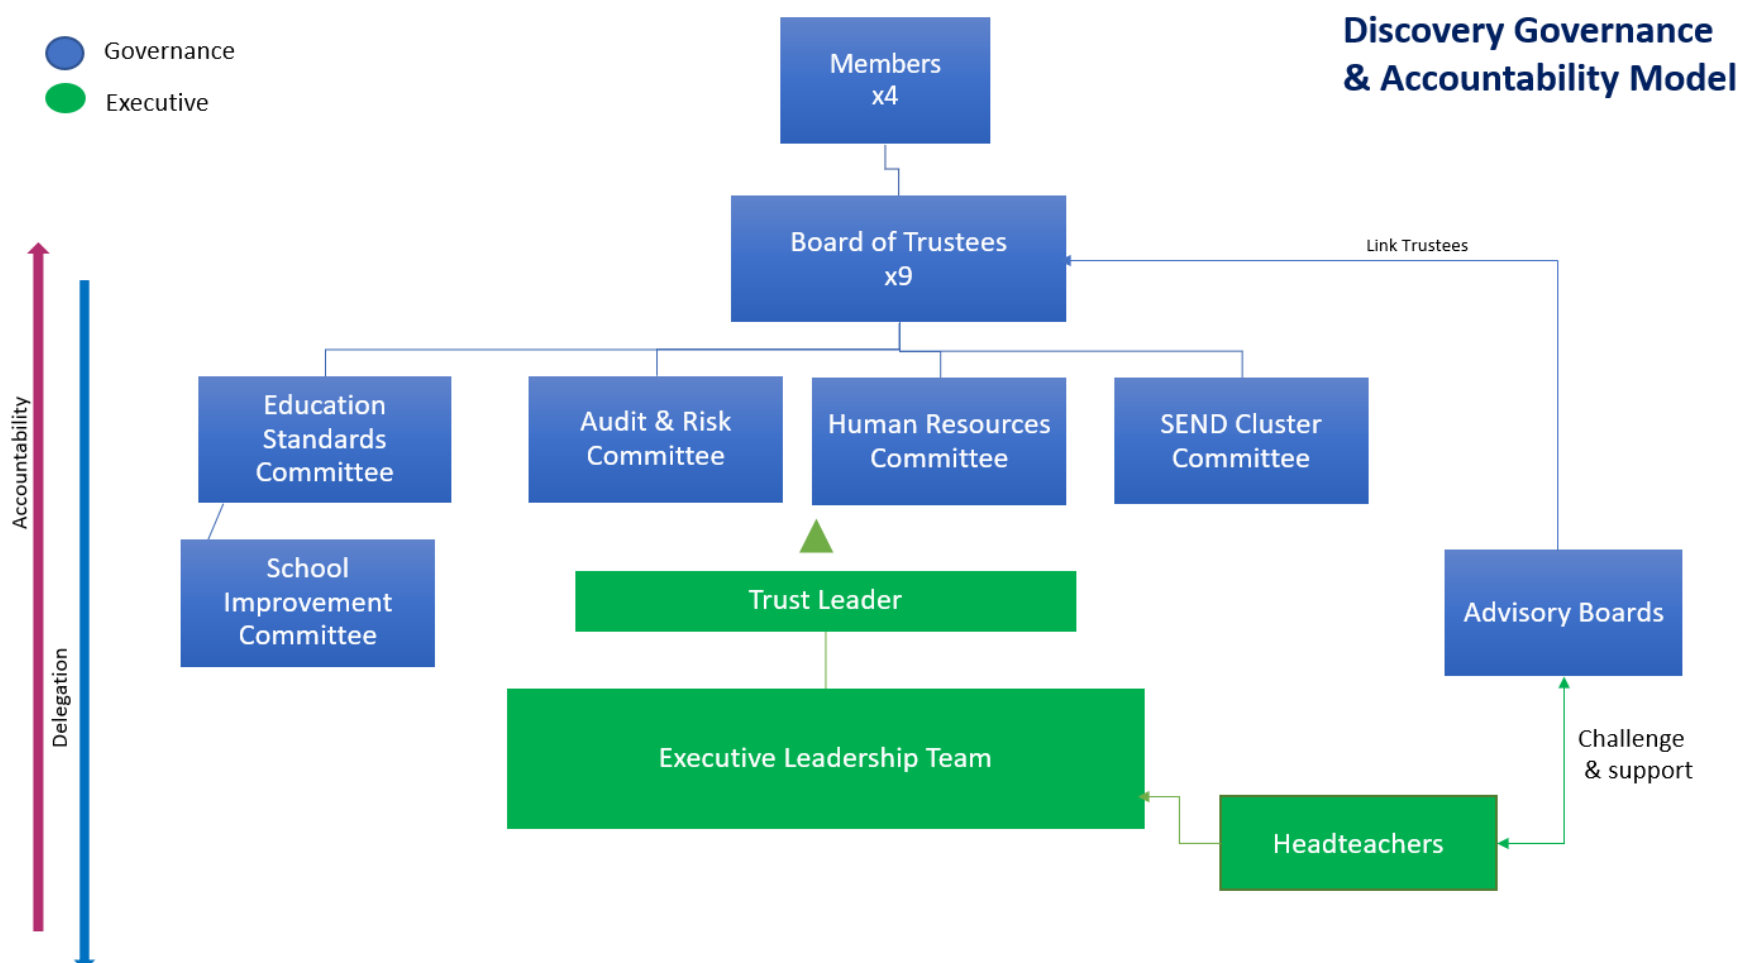 Discovery Governance
& Accountability Model
Governance
Executive
Members
x4
Board of Trustees
x9
Link Trustees
Education
Standards
Committee
Audit & Risk
Committee
Human Resources
Committee
SEND Cluster
Committee
Accountability
Delegation
School
Improvement
Committee
Trust Leader
Advisory Boards
Executive Leadership Team
Challenge
& support
Headteachers